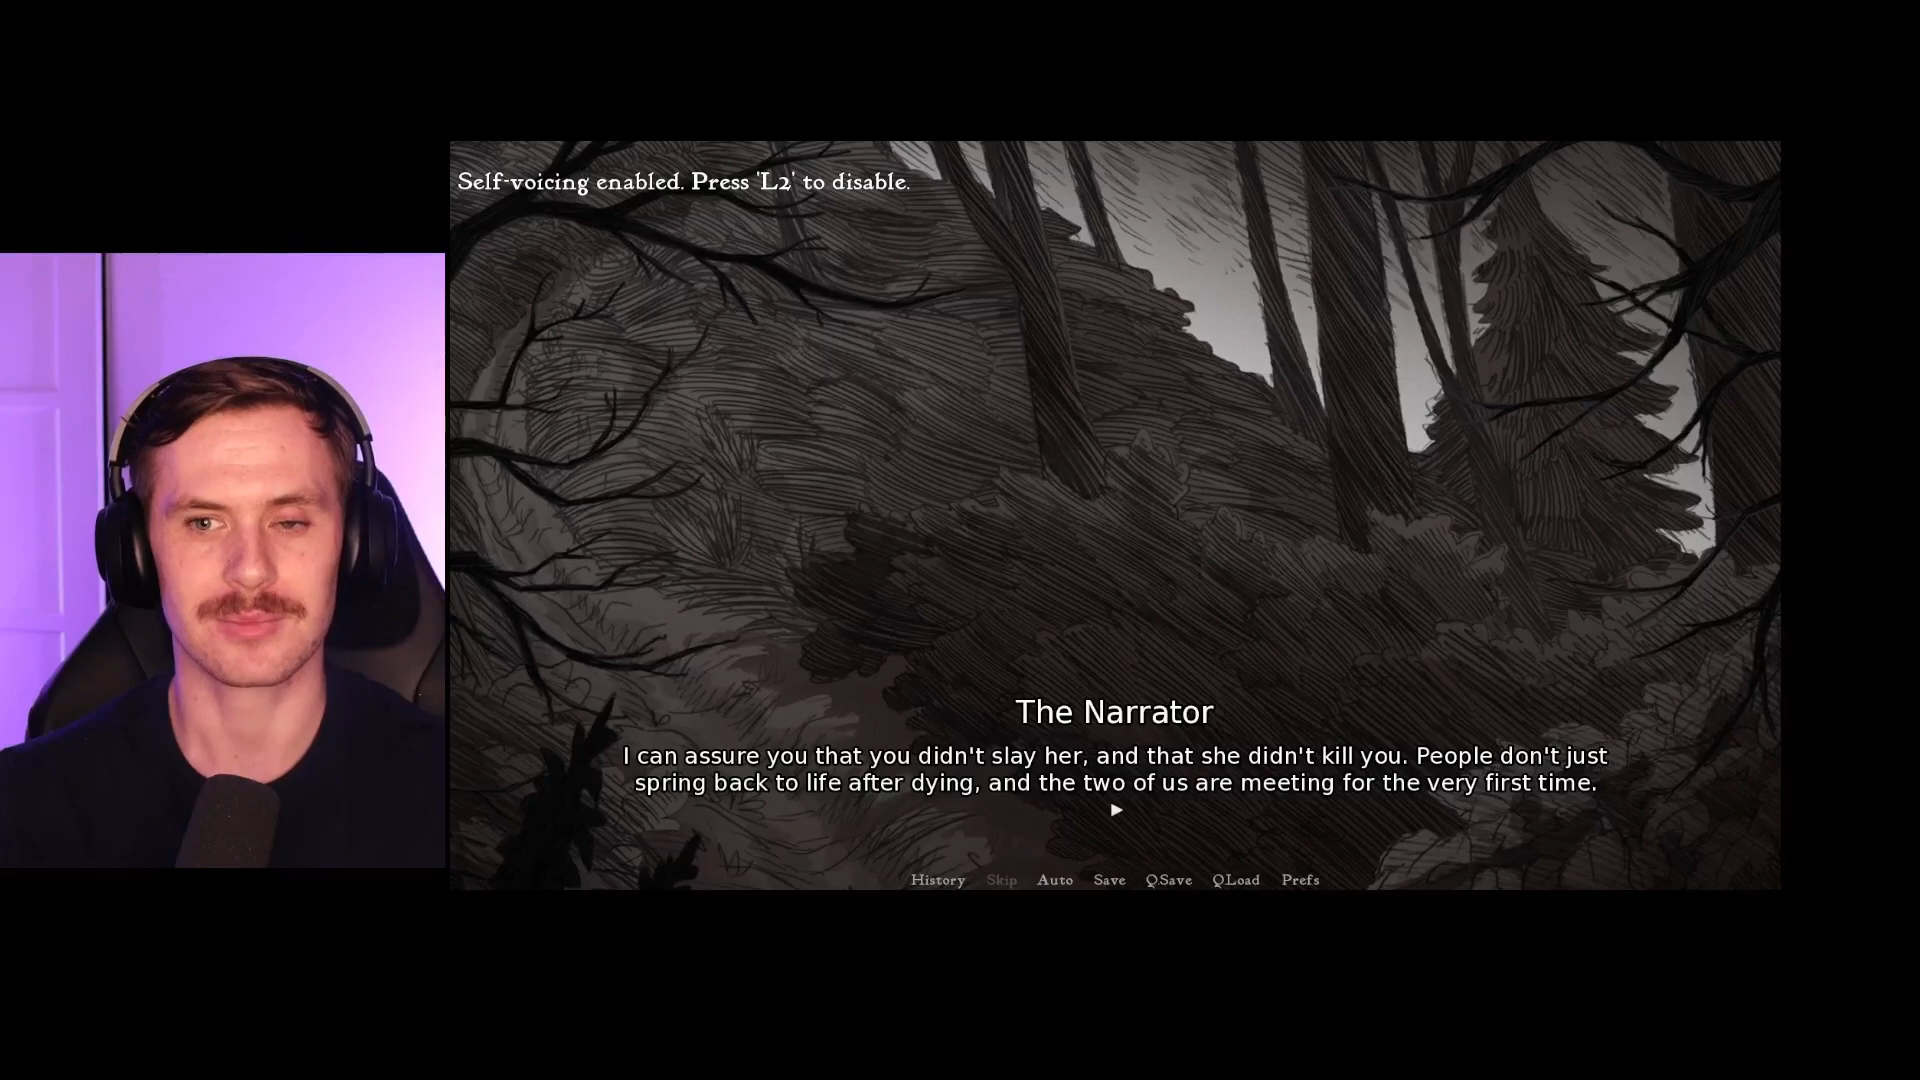 Self-voicing enabled. Press 'L2' to disable.
The Narrator
I can assure you that you didn't slay her, and that she didn't kill you. People don't just
spring back to life after dying, and the two of us are meeting for the very first time.
History Skip Auto Save Q.Save Q.Load Prefs